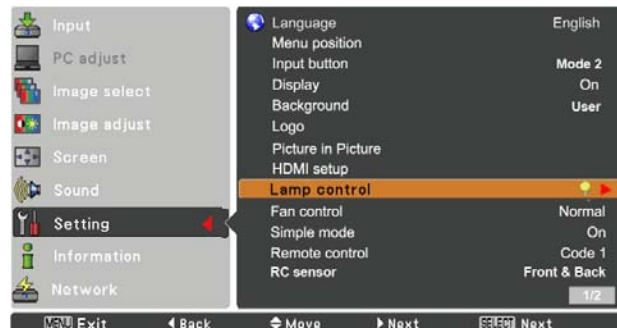 Input
PC adjust
Image select
Image adjust
Screen
Sound
Setting
Information
Network
Language English
Menu position
Input button Mode 2
Display On
Background User
Logo
Picture in Picture
HDMI setup
Lamp control
Fan control Normal
Simple mode On
Remote control Code 1
RC sensor Front & Back
1/2
MENU Exit Back Move Next SELECT Next